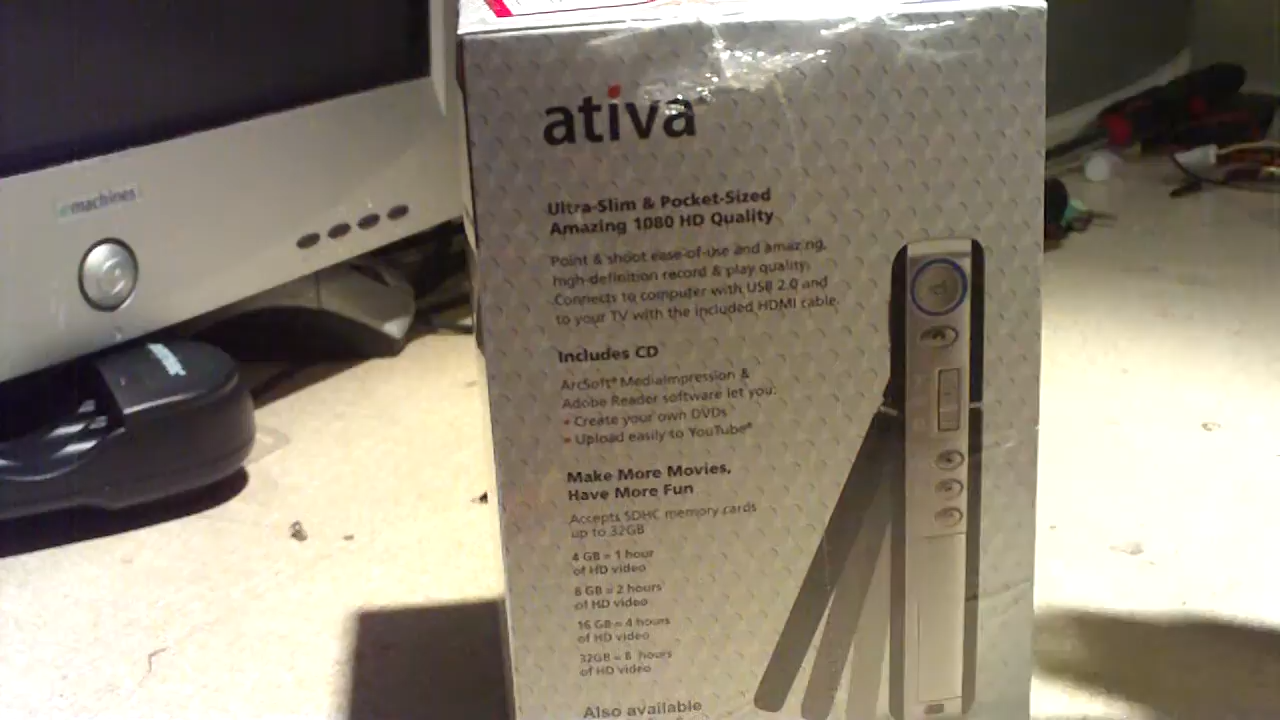 emachines
ativa
Ultra-Slim & Pocket-Sized
Amazing 1080 HD Quality
Point & shoot ease-of-use and amazing,
high-definition record & play quality.
Connects to computer with USB 2.0 and
to your TV with the included HDMI cable.
Includes CD
ArcSoft® MediaImpression &
Adobe Reader software let you:
• Create your own DVDs
• Upload easily to YouTube®
Make More Movies,
Have More Fun
Accepts SDHC memory cards
up to 32GB
4 GB = 1 hour
of HD video
8 GB = 2 hours
of HD video
16 GB = 4 hours
of HD video
32GB = 8 hours
of HD video
Also available